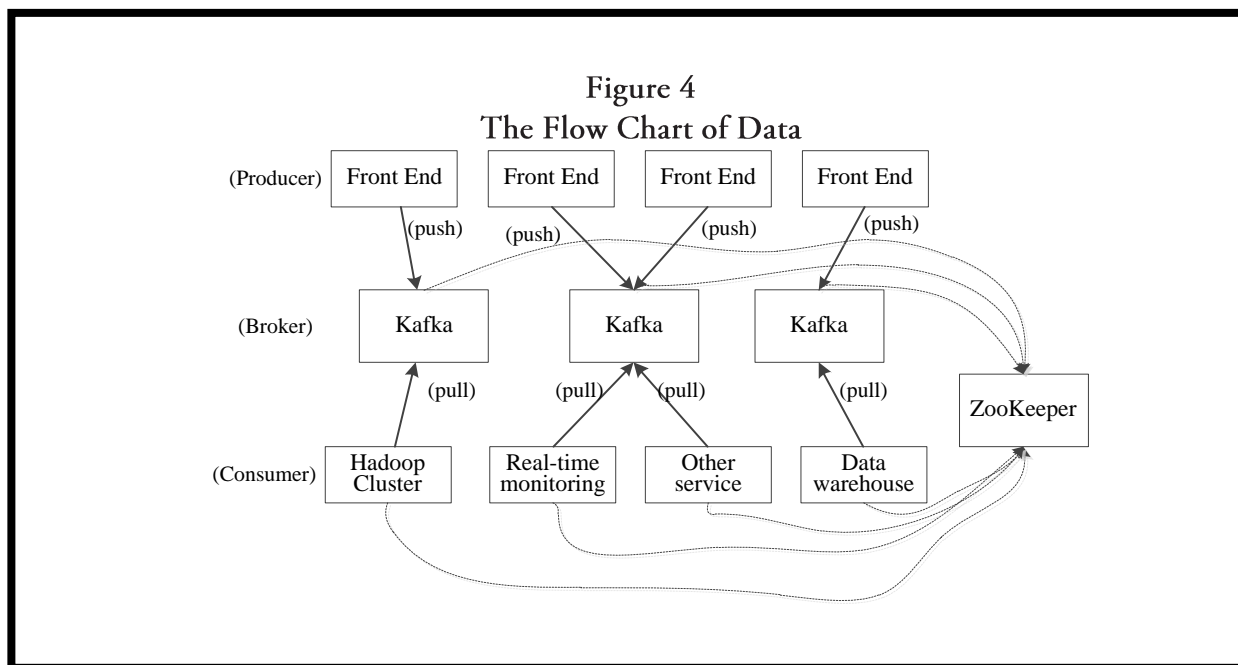 Figure 4
The Flow Chart of Data
(Producer)
Front End
Front End
Front End
Front End
(push)
(push)
(push)
(push)
(Broker)
Kafka
Kafka
Kafka
(pull)
(pull)
(pull)
(pull)
ZooKeeper
(Consumer)
Hadoop
Cluster
Real-time
monitoring
Other
service
Data
warehouse